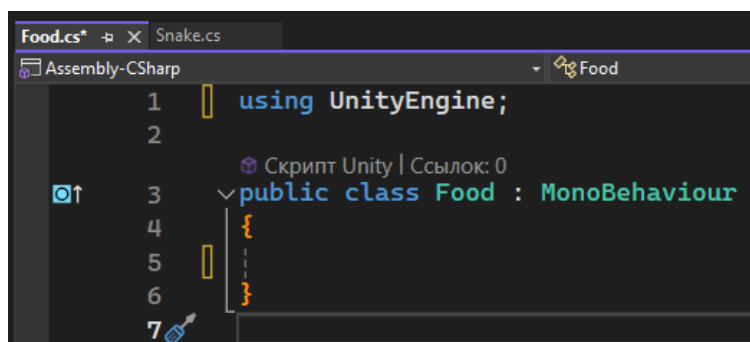 Food.cs* Snake.cs
Assembly-CSharp Food
1 using UnityEngine;
2
Скрипт Unity | Ссылок: 0
3 public class Food : MonoBehaviour
4 {
5
6 }
7